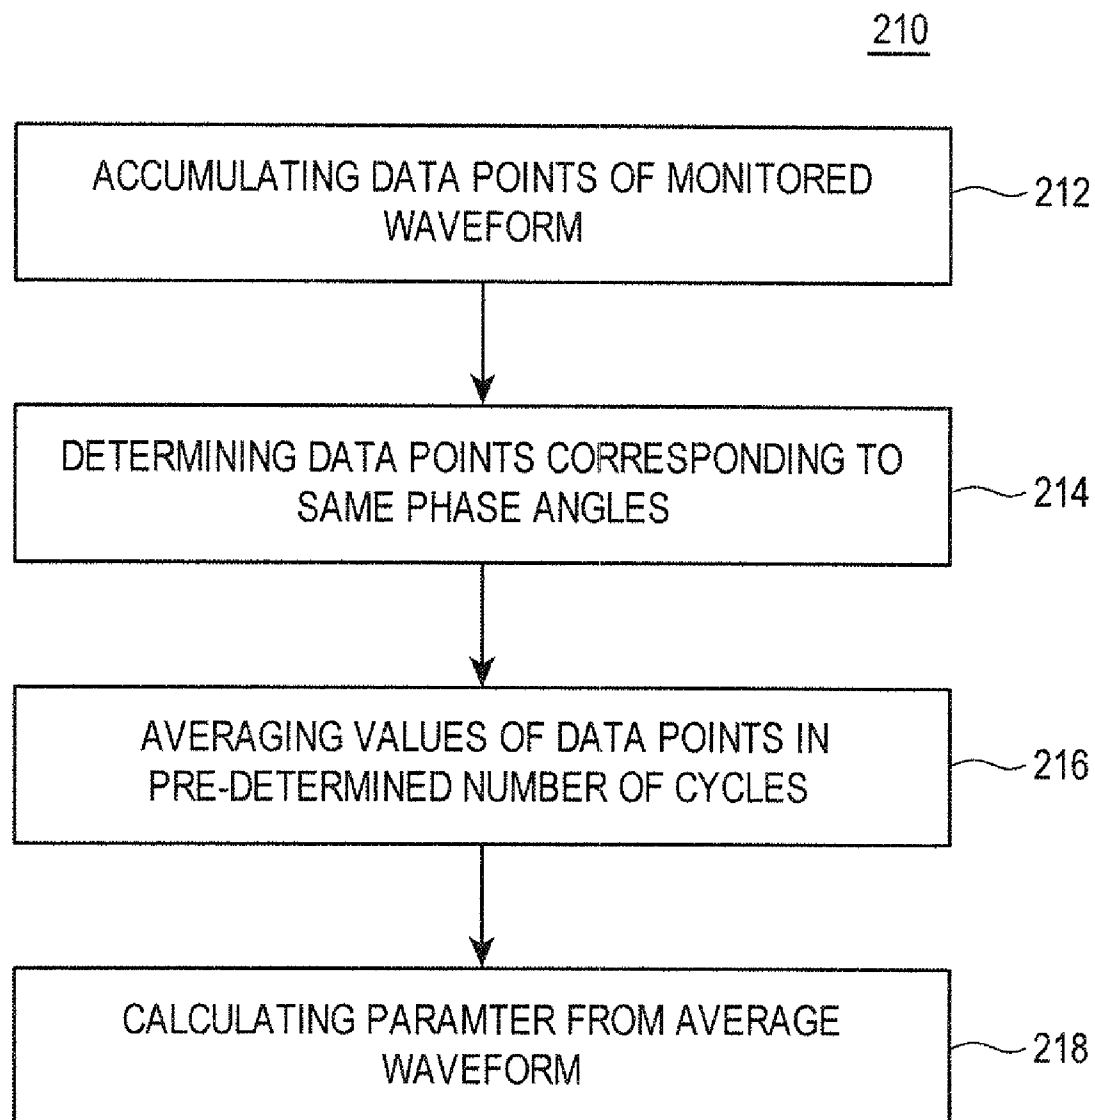 210
ACCUMULATING DATA POINTS OF MONITORED
WAVEFORM
212
DETERMINING DATA POINTS CORRESPONDING TO
SAME PHASE ANGLES
214
AVERAGING VALUES OF DATA POINTS IN
PRE-DETERMINED NUMBER OF CYCLES
216
CALCULATING PARAMTER FROM AVERAGE
WAVEFORM
218